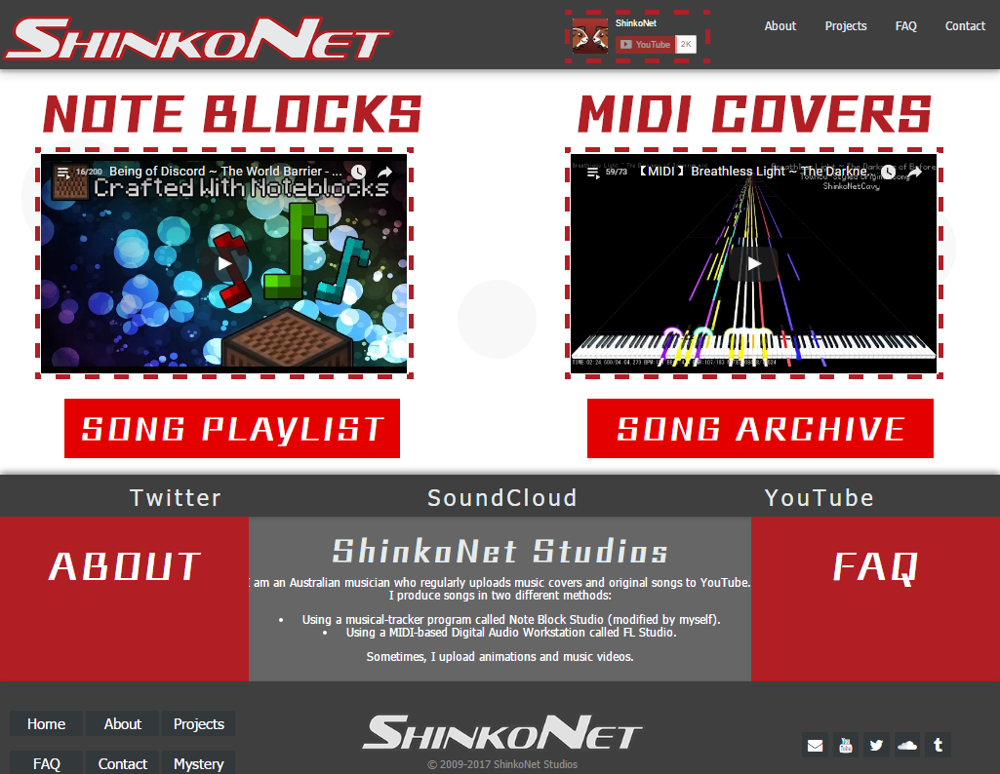 ShinkoNet
ShinkoNet
YouTube 2K
About Projects FAQ Contact
NOTE BLOCKS
MIDI COVERS
16/200 Being of Discord ~ The World Barrier - ...
Crafted With Noteblocks
59/73 【MIDI】 Breathless Light ~ The Darkne...
ShinkoNetCavy
SONG PLAYLIST
SONG ARCHIVE
Twitter SoundCloud YouTube
ABOUT
ShinkoNet Studios
I am an Australian musician who regularly uploads music covers and original songs to YouTube.
I produce songs in two different methods:
• Using a musical-tracker program called Note Block Studio (modified by myself).
• Using a MIDI-based Digital Audio Workstation called FL Studio.
Sometimes, I upload animations and music videos.
FAQ
Home About Projects
FAQ Contact Mystery
ShinkoNet
© 2009-2017 ShinkoNet Studios